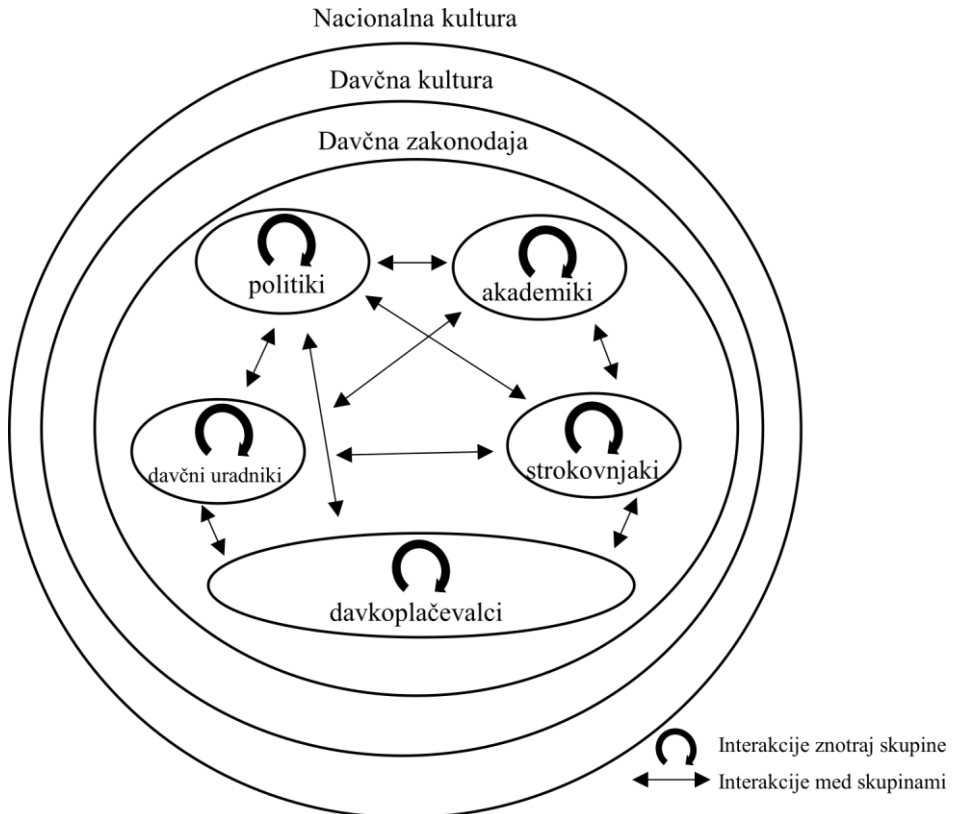 Nacionalna kultura
Davčna kultura
Davčna zakonodaja
politiki
akademiki
davčni uradniki
strokovnjaki
davkoplačevalci
Interakcije znotraj skupine
Interakcije med skupinami